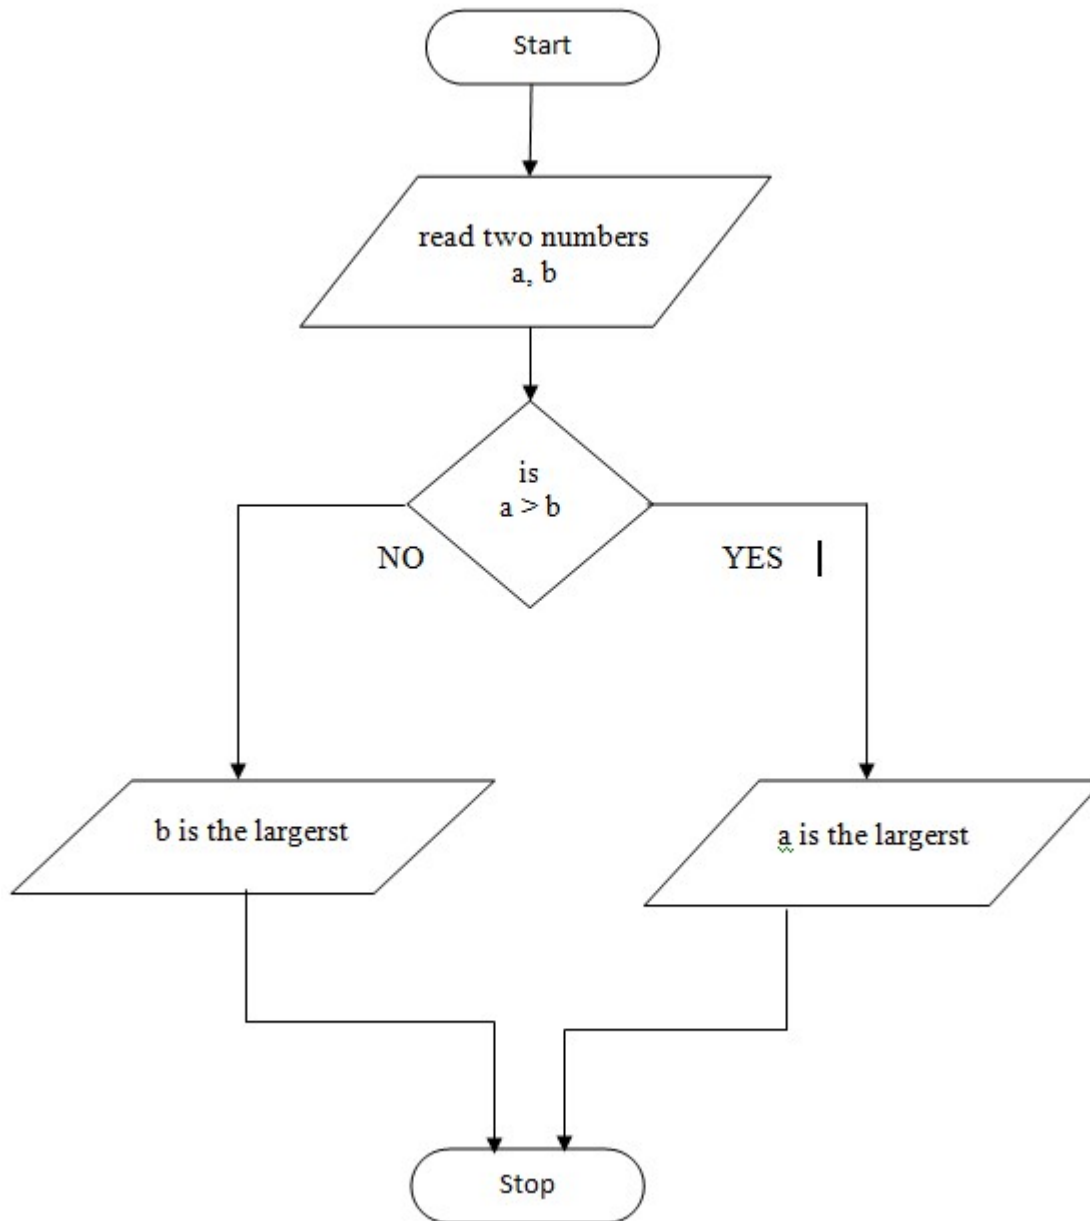 Start
read two numbers
a, b
is
a > b
NO
YES
b is the largerst
a is the largerst
Stop